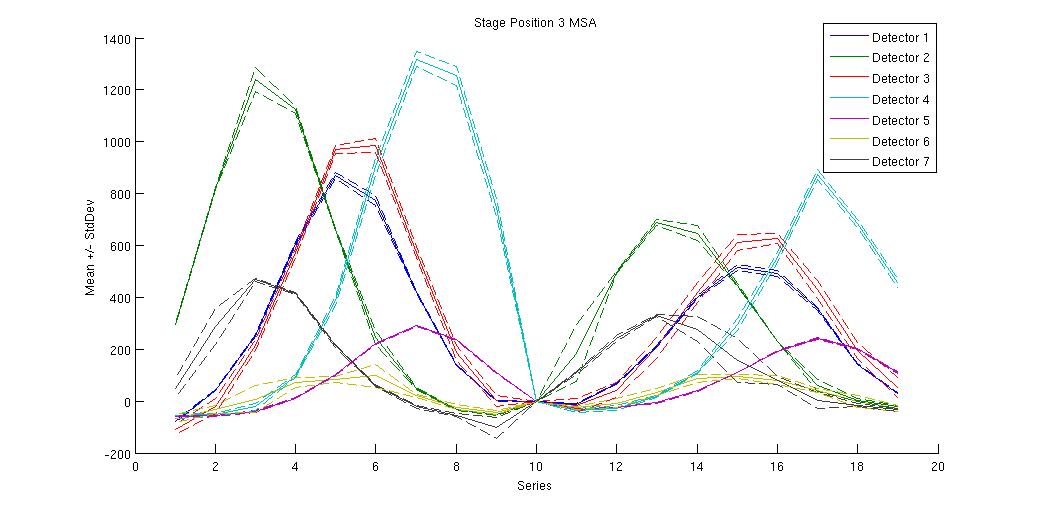 Stage Position 3 MSA
1400
1200
1000
800
600
400
200
0
-200
Mean +/- StdDev
0 2 4 6 8 10 12 14 16 18 20
Series
Detector 1
Detector 2
Detector 3
Detector 4
Detector 5
Detector 6
Detector 7